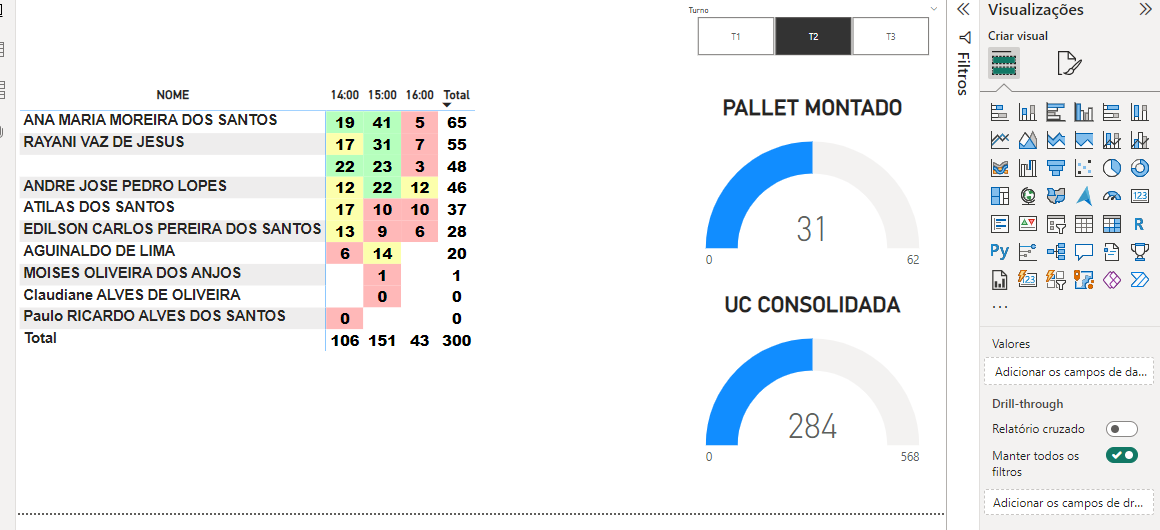 Turno
T1 T2 T3
NOME 14:00 15:00 16:00 Total
ANA MARIA MOREIRA DOS SANTOS 19 41 5 65
RAYANI VAZ DE JESUS 17 31 7 55
22 23 3 48
ANDRE JOSE PEDRO LOPES 12 22 12 46
ATILAS DOS SANTOS 17 10 10 37
EDILSON CARLOS PEREIRA DOS SANTOS 13 9 6 28
AGUINALDO DE LIMA 6 14 20
MOISES OLIVEIRA DOS ANJOS 1 1
Claudiane ALVES DE OLIVEIRA 0 0
Paulo RICARDO ALVES DOS SANTOS 0 0
Total 106 151 43 300
PALLET MONTADO
31
0 62
UC CONSOLIDADA
284
0 568
Filtros
Visualizações
Criar visual
123
R
Py
123
...
Valores
Adicionar os campos de da...
Drill-through
Relatório cruzado
Manter todos os
filtros
Adicionar os campos de dr...